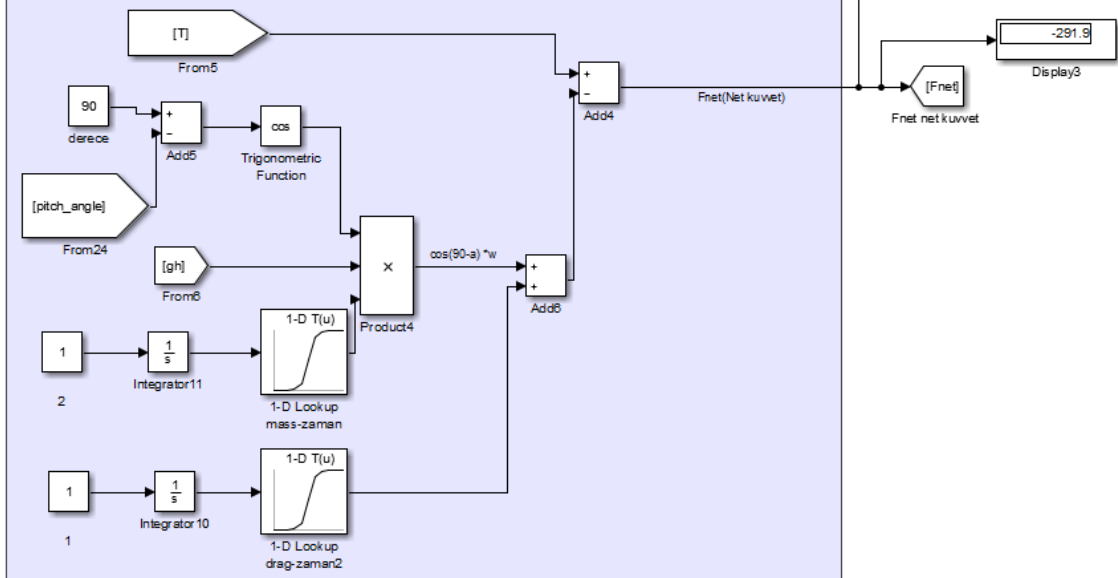 [T]
From5
-291.9
Display3
+
−
Add4
Fnet(Net kuvvet)
[Fnet]
Fnet net kuvvet
90
derece
+
−
Add5
cos
Trigonometric
Function
[pitch_angle]
From24
[gh]
From6
×
Product4
cos(90-a) *w
+
+
Add6
1
2
1
s
Integrator11
1-D T(u)
1-D Lookup
mass-zaman
1
1
1
s
Integrator10
1-D T(u)
1-D Lookup
drag-zaman2